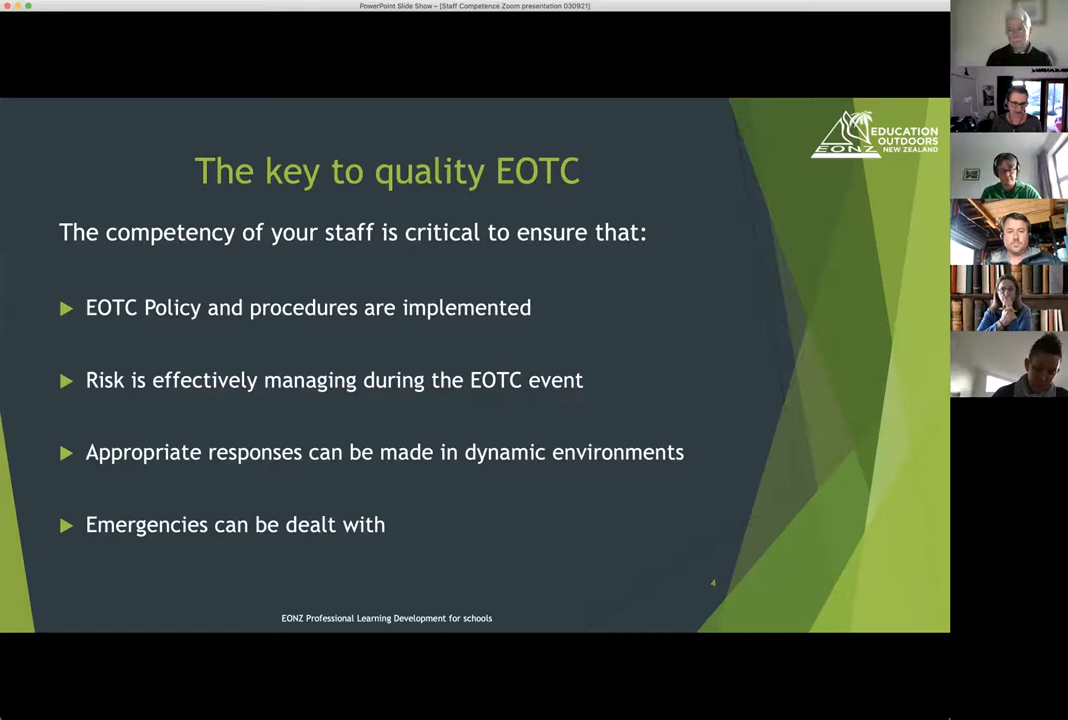 PowerPoint Slide Show – [Staff Competence Zoom presentation 030921]
EONZ
EDUCATION
OUTDOORS
NEW ZEALAND
The key to quality EOTC
The competency of your staff is critical to ensure that:
EOTC Policy and procedures are implemented
Risk is effectively managing during the EOTC event
Appropriate responses can be made in dynamic environments
Emergencies can be dealt with
4
EONZ Professional Learning Development for schools